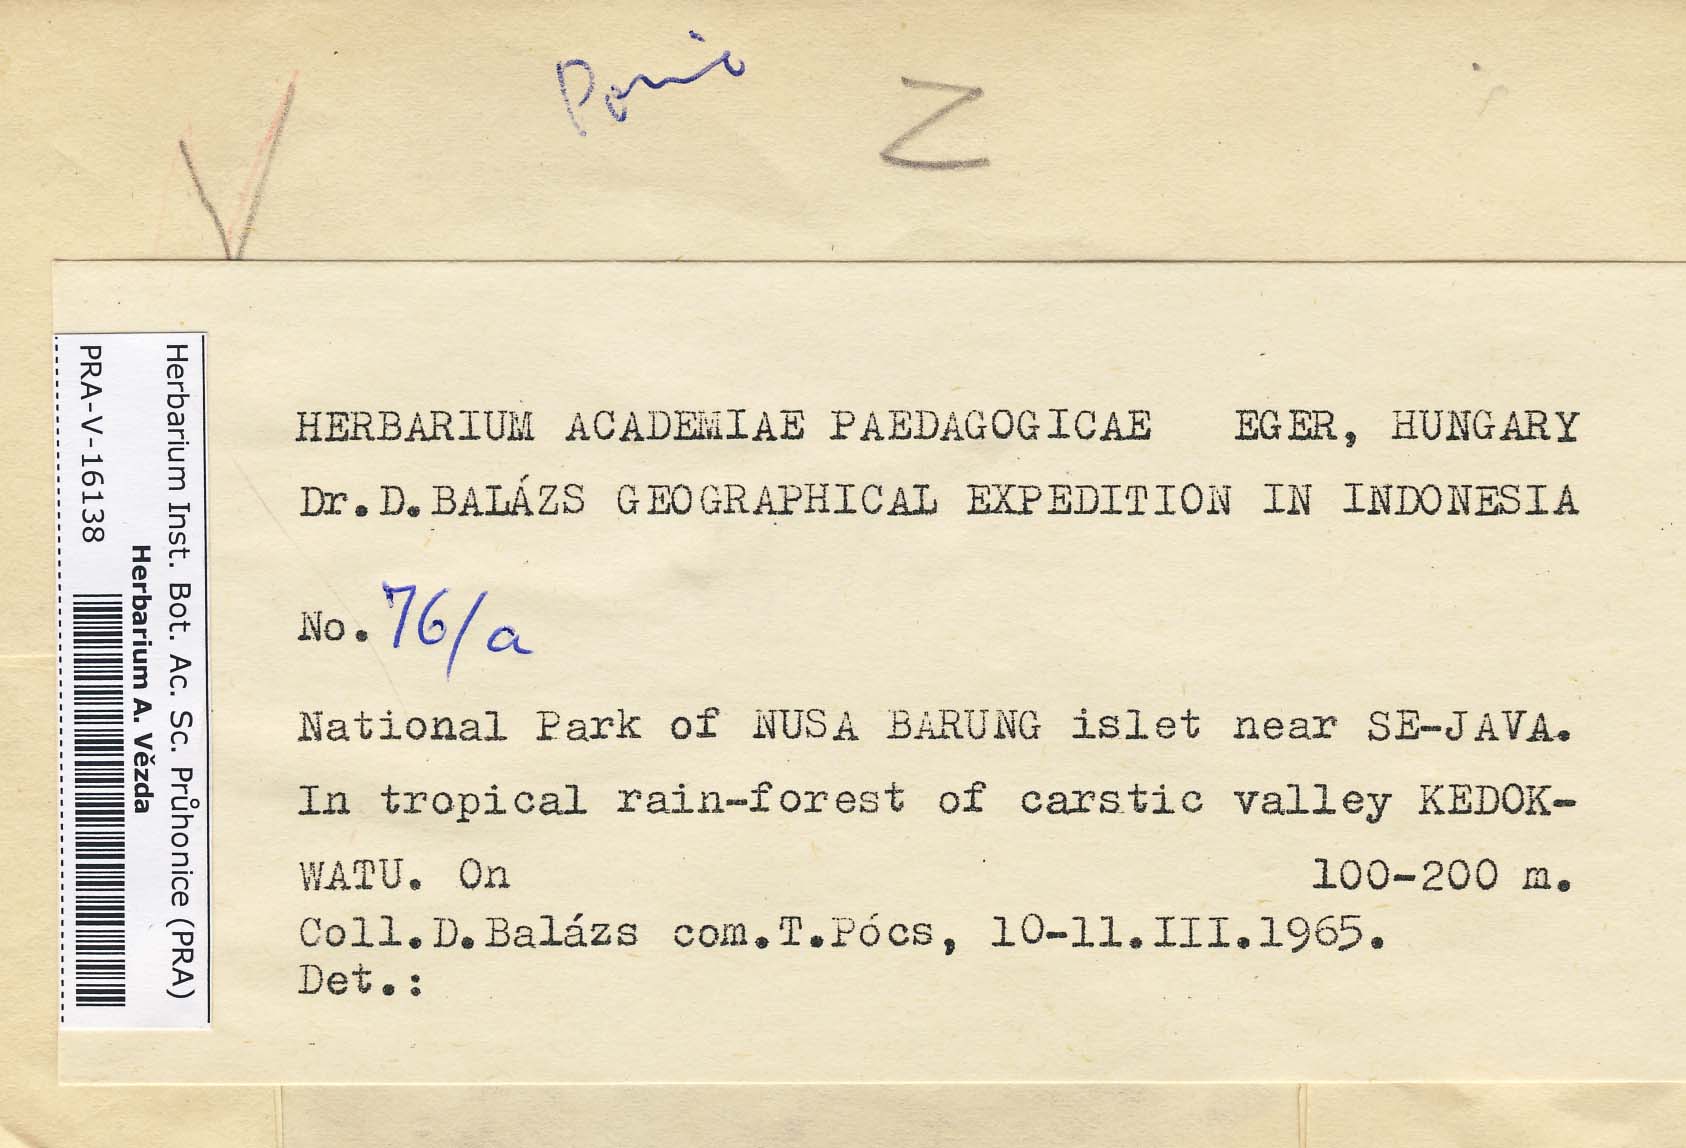 Z
HERBARIUM ACADEMIAE PAEDAGOGICAE EGER, HUNGARY
Dr.D.BALÁZS GEOGRAPHICAL EXPEDITION IN INDONESIA
No. 76/a
National Park of NUSA BARUNG islet near SE-JAVA.
In tropical rain-forest of carstic valley KEDOK-
WATU. On 100-200 m.
Coll.D.Balázs com.T.Pócs, 10-11.III.1965.
Det.:
Herbarium Inst. Bot. Ac. Sc. Průhonice (PRA)
Herbarium A. Vězda
PRA-V-16138